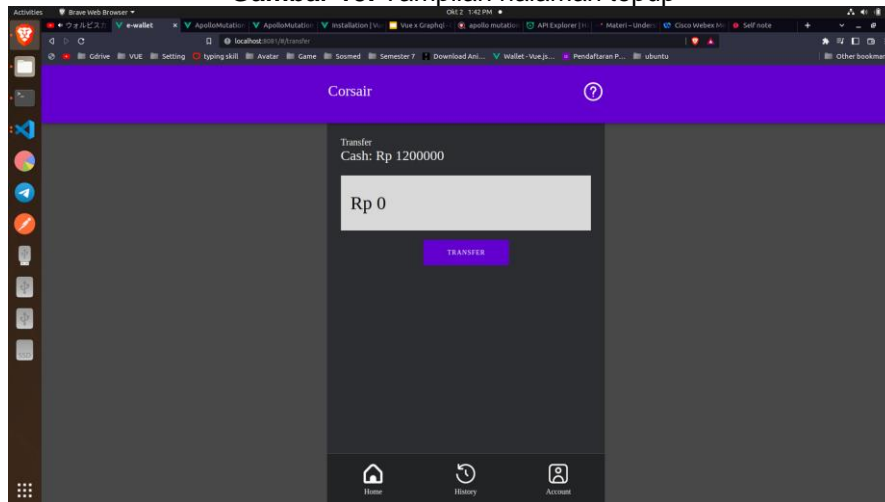 Activities Brave Web Browser Okt 2 1:42 PM
e-wallet ApolloMutation ApolloMutation Installation | Vu Vue x Graphql apollo mutation API Explorer | H Materi – Unders Cisco Webex M Self note
localhost:8091/#/transfer
Gdrive VUE Setting typing skill Avatar Game Sosmed Semester 7 Download Ani... Wallet - Vue.js... Pendaftaran P... ubuntu Other bookmar
Corsair
Transfer
Cash: Rp 1200000
Rp 0
TRANSFER
Home History Account